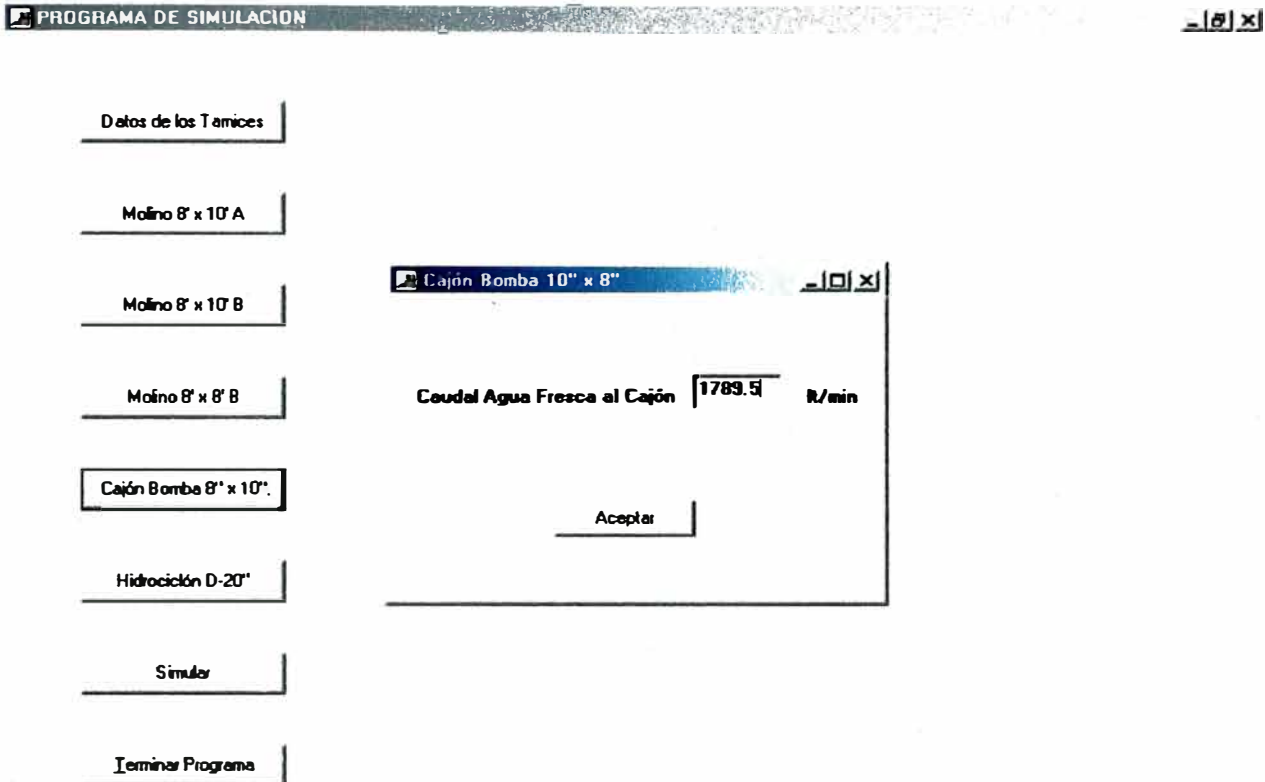 PROGRAMA DE SIMULACION
Datos de los Tamices
Molino 8' x 10' A
Molino 8' x 10' B
Molino 8' x 8' B
Cajón Bomba 8" x 10".
Hidrociclón D-20"
Simular
Terminar Programa
Cajón Bomba 10" x 8"
Caudal Agua Fresca al Cajón 1789.5 lt/min
Aceptar